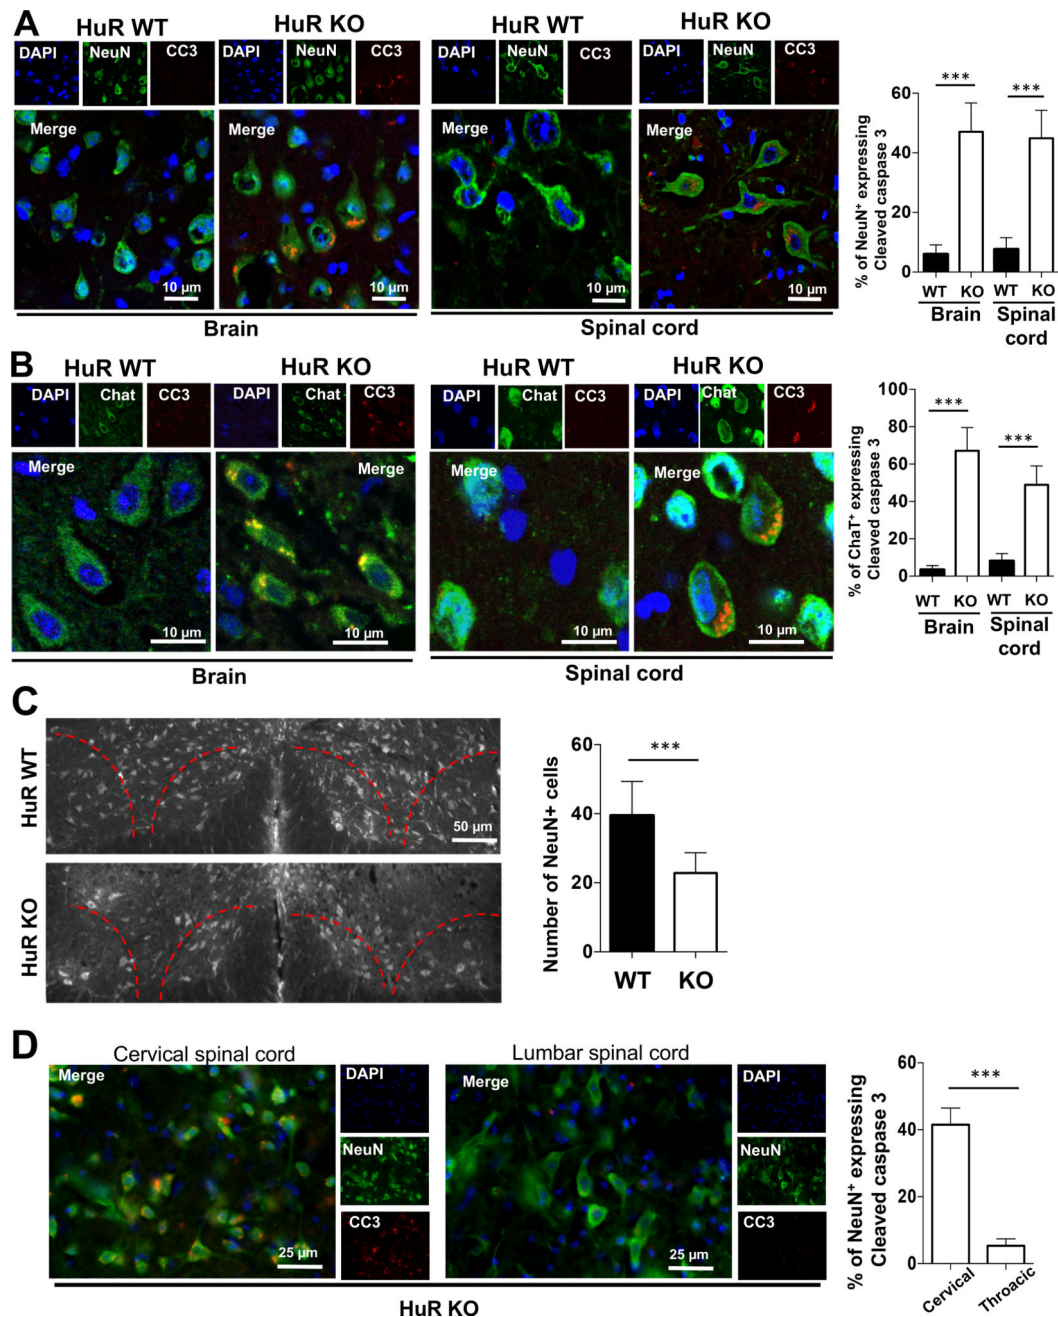 A
HuR WT
HuR KO
HuR WT
HuR KO
DAPI
NeuN
CC3
DAPI
NeuN
CC3
DAPI
NeuN
CC3
DAPI
NeuN
CC3
Merge
Merge
Merge
Merge
10 µm
10 µm
10 µm
10 µm
Brain
Spinal cord
% of NeuN+ expressing
Cleaved caspase 3
60
40
20
0
***
***
WT KO WT KO
Brain Spinal
cord
B
HuR WT
HuR KO
HuR WT
HuR KO
DAPI
Chat
CC3
DAPI
Chat
CC3
DAPI
Chat
CC3
DAPI
Chat
CC3
Merge
Merge
Merge
Merge
10 µm
10 µm
10 µm
10 µm
Brain
Spinal cord
% of ChaT+ expressing
Cleaved caspase 3
100
80
60
40
20
0
***
***
WT KO WT KO
Brain Spinal
cord
C
HuR WT
50 µm
HuR KO
Number of NeuN+ cells
60
40
20
0
***
WT KO
D
Cervical spinal cord
Lumbar spinal cord
Merge
DAPI
NeuN
CC3
25 µm
Merge
DAPI
NeuN
CC3
25 µm
HuR KO
% of NeuN+ expressing
Cleaved caspase 3
60
40
20
0
***
Cervical
Throacic